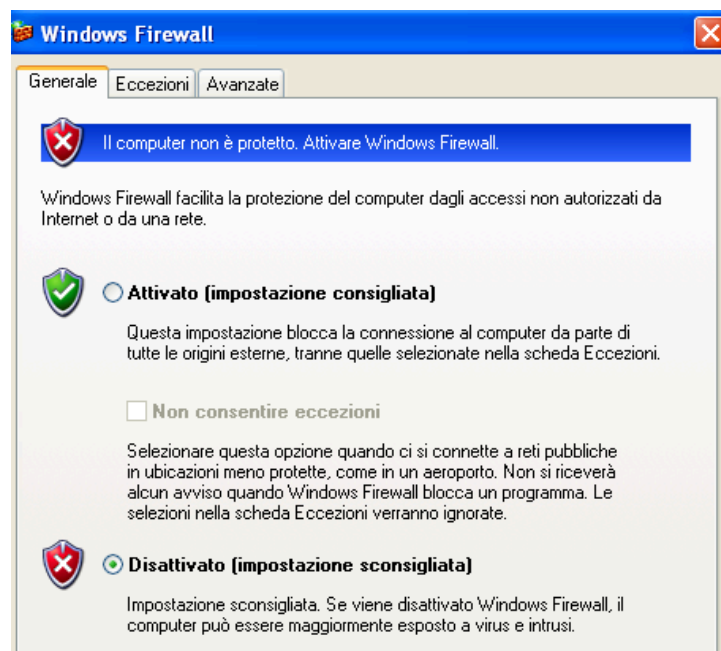 Windows Firewall
Generale Eccezioni Avanzate
Il computer non è protetto. Attivare Windows Firewall.
Windows Firewall facilita la protezione del computer dagli accessi non autorizzati da
Internet o da una rete.
Attivato (impostazione consigliata)
Questa impostazione blocca la connessione al computer da parte di
tutte le origini esterne, tranne quelle selezionate nella scheda Eccezioni.
Non consentire eccezioni
Selezionare questa opzione quando ci si connette a reti pubbliche
in ubicazioni meno protette, come in un aeroporto. Non si riceverà
alcun avviso quando Windows Firewall blocca un programma. Le
selezioni nella scheda Eccezioni verranno ignorate.
Disattivato (impostazione sconsigliata)
Impostazione sconsigliata. Se viene disattivato Windows Firewall, il
computer può essere maggiormente esposto a virus e intrusi.